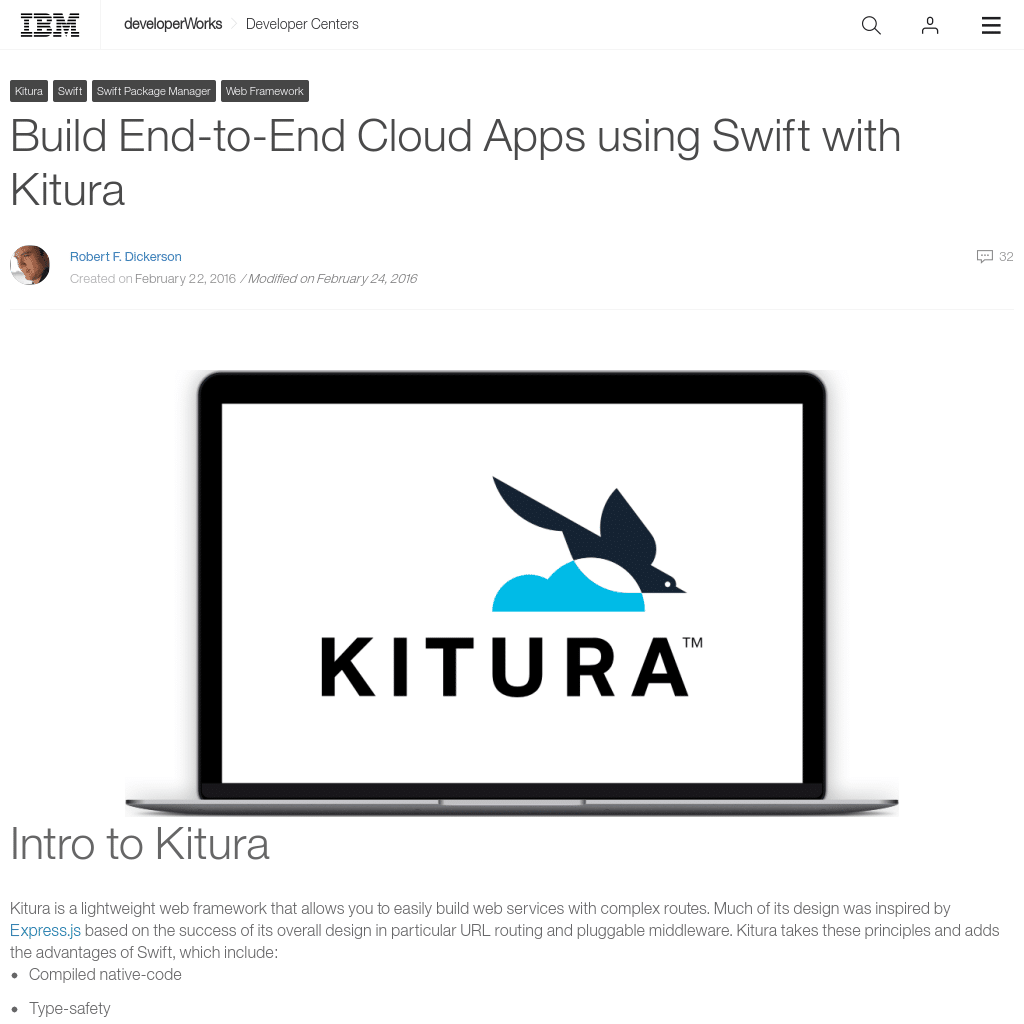 IBM
developerWorks Developer Centers
Kitura Swift Swift Package Manager Web Framework
Build End-to-End Cloud Apps using Swift with
Kitura
Robert F. Dickerson
32
Created on February 22, 2016 / Modified on February 24, 2016
KITURA™
Intro to Kitura
Kitura is a lightweight web framework that allows you to easily build web services with complex routes. Much of its design was inspired by
Express.js based on the success of its overall design in particular URL routing and pluggable middleware. Kitura takes these principles and adds
the advantages of Swift, which include:
• Compiled native-code
• Type-safety